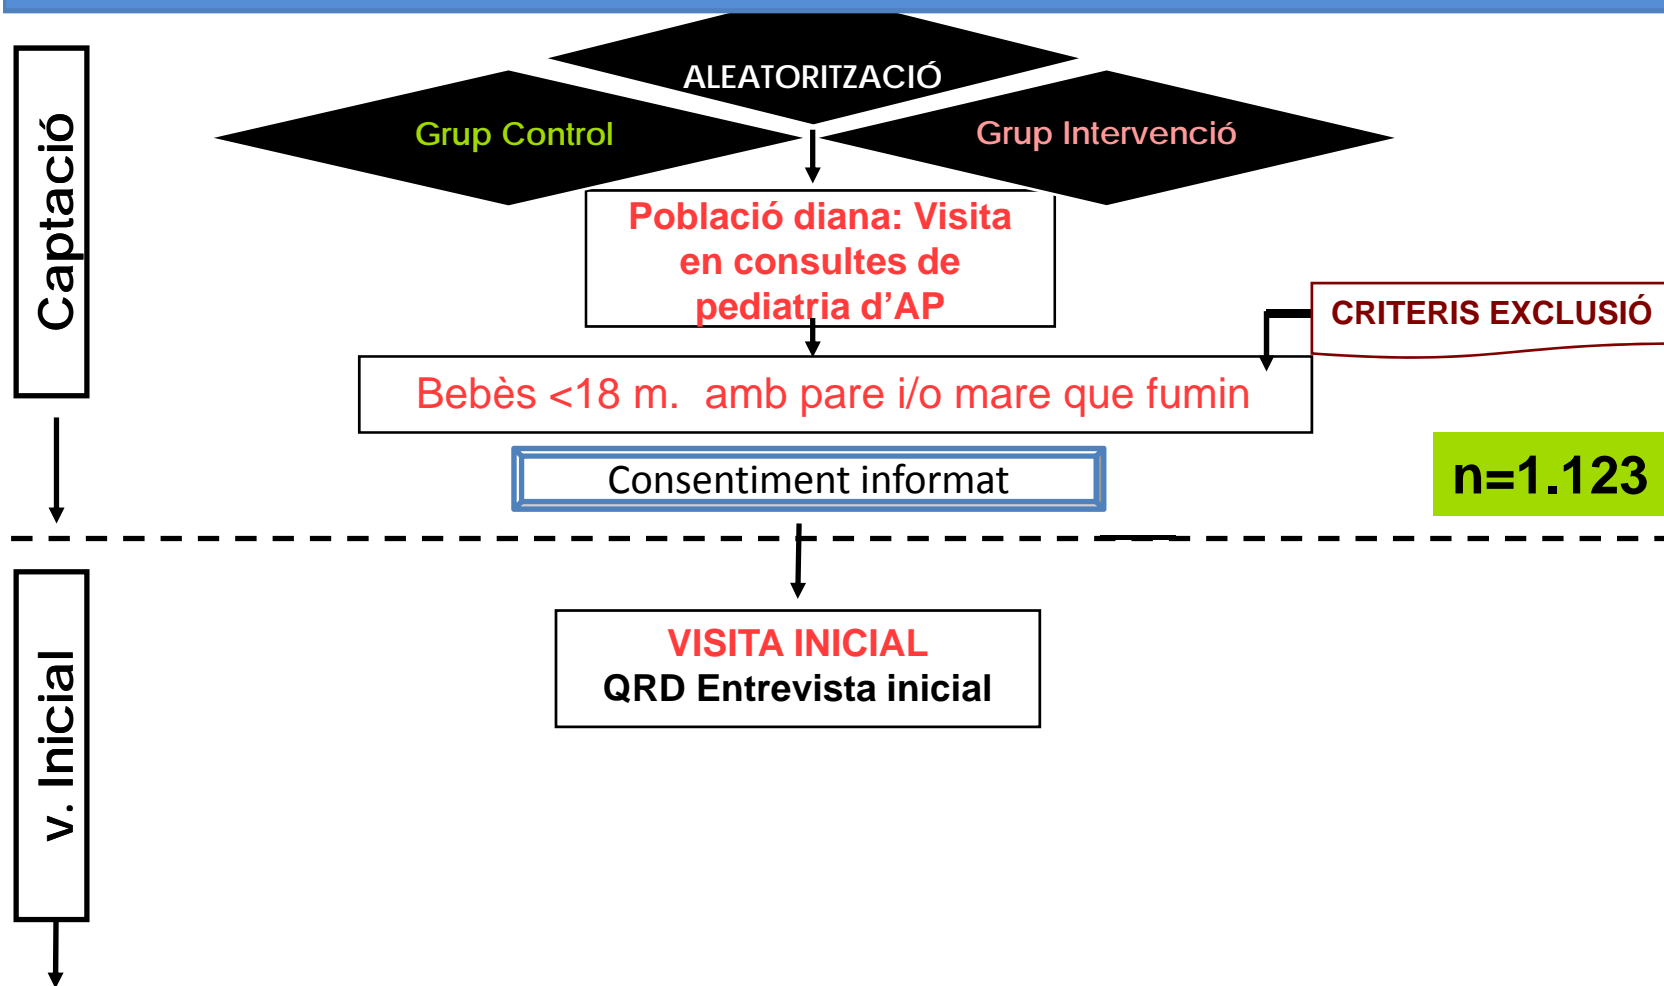 Captació
ALEATORITZACIÓ
Grup Control
Grup Intervenció
Població diana: Visita
en consultes de
pediatria d’AP
CRITERIS EXCLUSIÓ
Bebès <18 m. amb pare i/o mare que fumin
Consentiment informat
n=1.123
v. Inicial
VISITA INICIAL
QRD Entrevista inicial